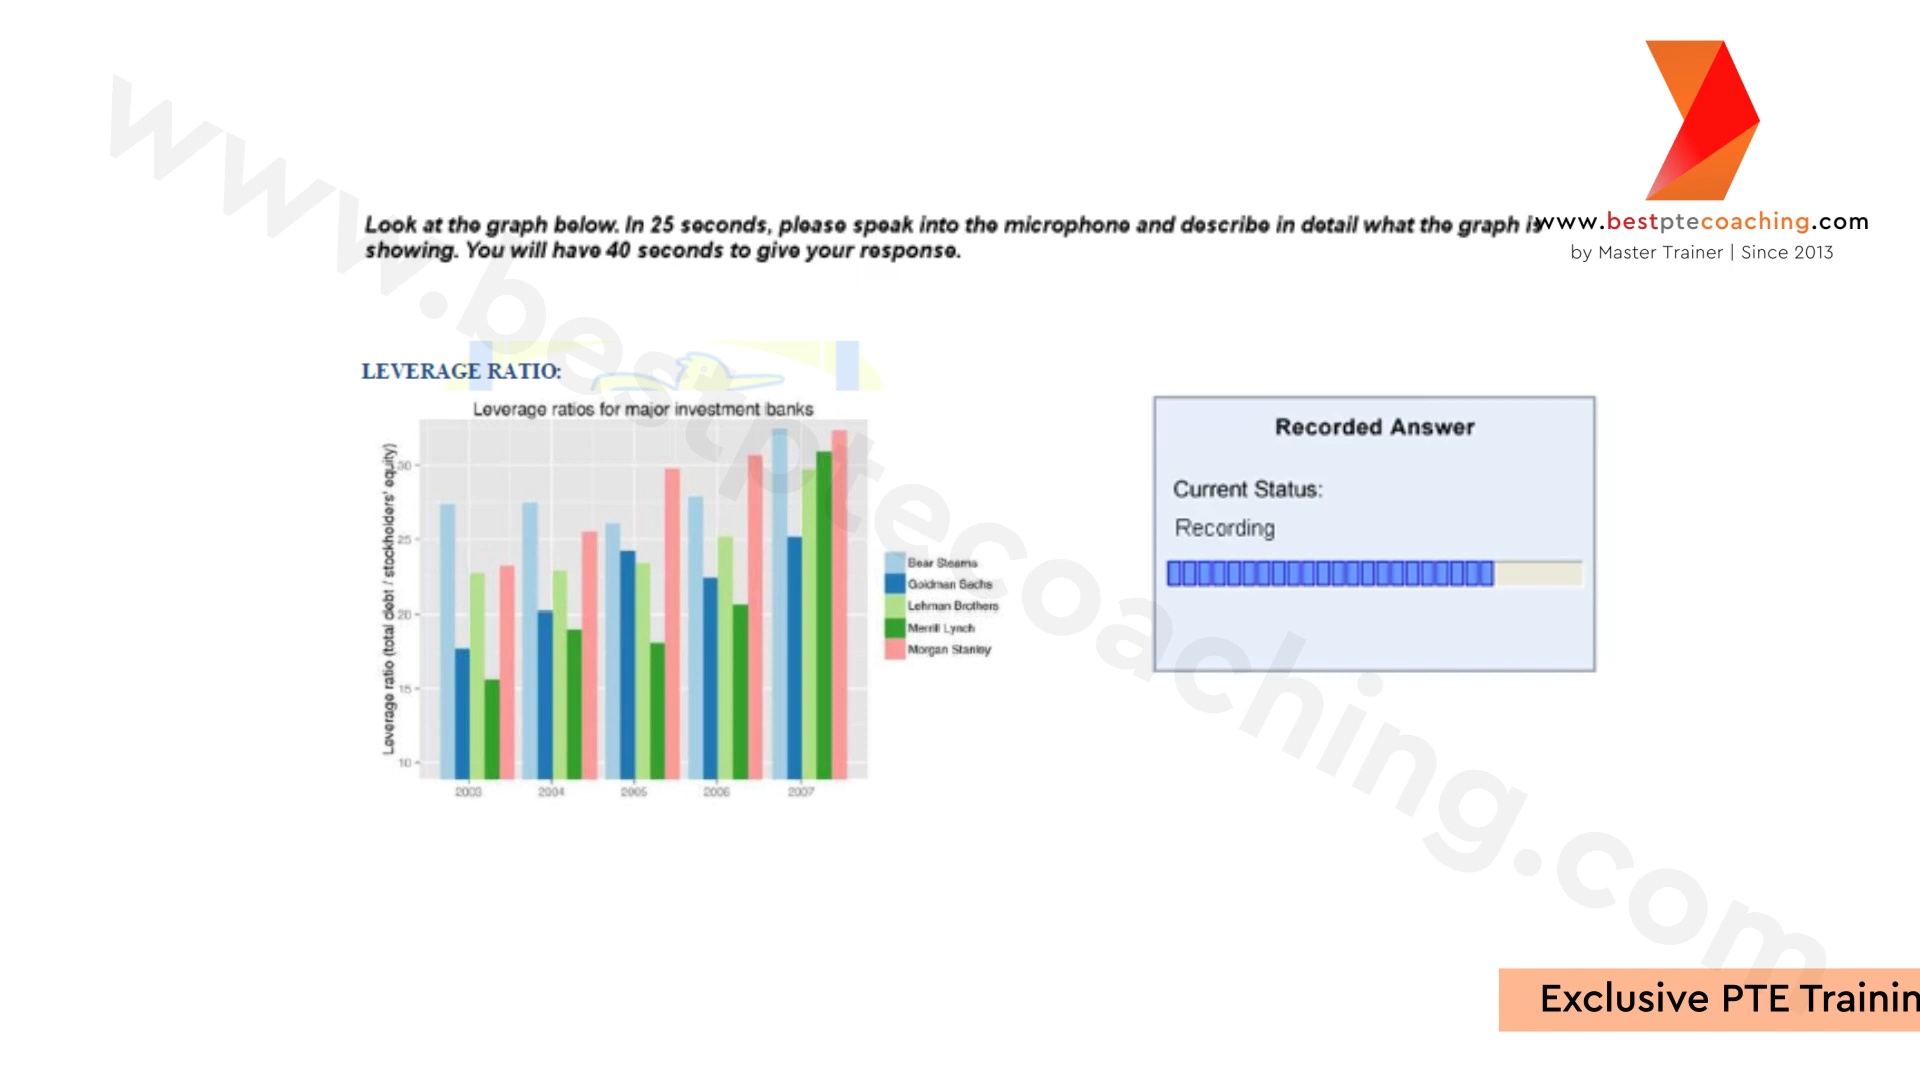 www.bestptecoaching.com
Look at the graph below. In 25 seconds, please speak into the microphone and describe in detail what the graph is
showing. You will have 40 seconds to give your response.
www.bestptecoaching.com
by Master Trainer | Since 2013
LEVERAGE RATIO:
Leverage ratios for major investment banks
Leverage ratio (total debt / stockholders' equity)
30
25
20
15
10
2003
2004
2005
2006
2007
Bear Stearns
Goldman Sachs
Lehman Brothers
Merrill Lynch
Morgan Stanley
Recorded Answer
Current Status:
Recording
Exclusive PTE Trainin